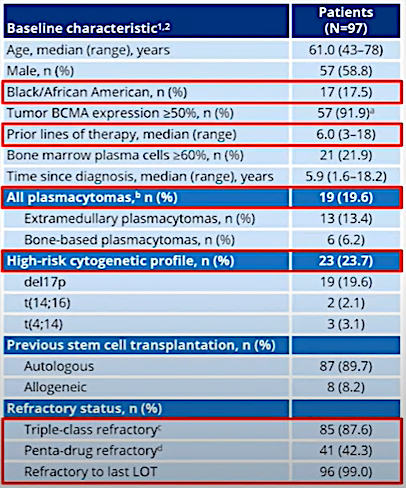 Baseline characteristic1,2 Patients (N=97)
Age, median (range), years 61.0 (43–78)
Male, n (%) 57 (58.8)
Black/African American, n (%) 17 (17.5)
Tumor BCMA expression ≥50%, n (%) 57 (91.9)a
Prior lines of therapy, median (range) 6.0 (3–18)
Bone marrow plasma cells ≥60%, n (%) 21 (21.9)
Time since diagnosis, median (range), years 5.9 (1.6–18.2)
All plasmacytomas,b n (%) 19 (19.6)
Extramedullary plasmacytomas, n (%) 13 (13.4)
Bone-based plasmacytomas, n (%) 6 (6.2)
High-risk cytogenetic profile, n (%) 23 (23.7)
del17p 19 (19.6)
t(14;16) 2 (2.1)
t(4;14) 3 (3.1)
Previous stem cell transplantation, n (%)
Autologous 87 (89.7)
Allogeneic 8 (8.2)
Refractory status, n (%)
Triple-class refractoryc 85 (87.6)
Penta-drug refractoryd 41 (42.3)
Refractory to last LOT 96 (99.0)